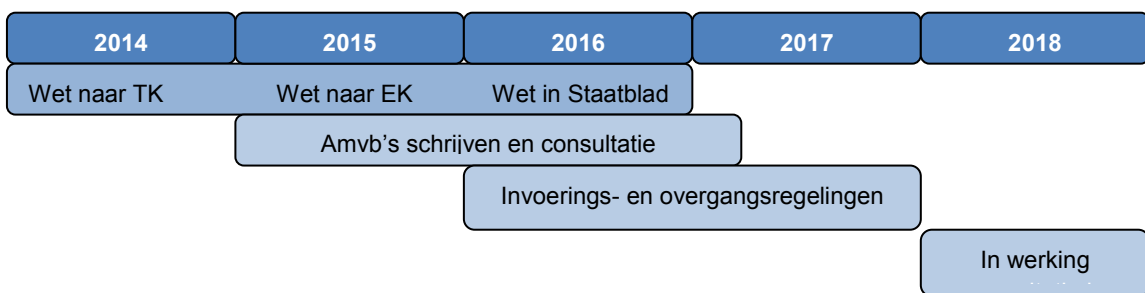 2014 2015 2016 2017 2018
Wet naar TK Wet naar EK Wet in Staatblad
Amvb's schrijven en consultatie
Invoerings- en overgangsregelingen
In werking